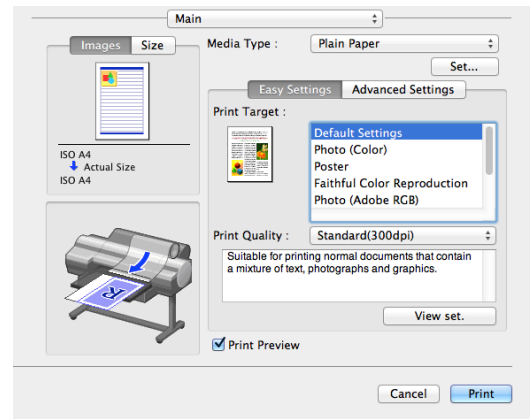 Main
Images Size
ISO A4
Actual Size
ISO A4
R
Media Type : Plain Paper
Set...
Easy Settings Advanced Settings
Print Target :
Default Settings
Photo (Color)
Poster
Faithful Color Reproduction
Photo (Adobe RGB)
Print Quality : Standard(300dpi)
Suitable for printing normal documents that contain
a mixture of text, photographs and graphics.
View set.
Print Preview
Cancel Print